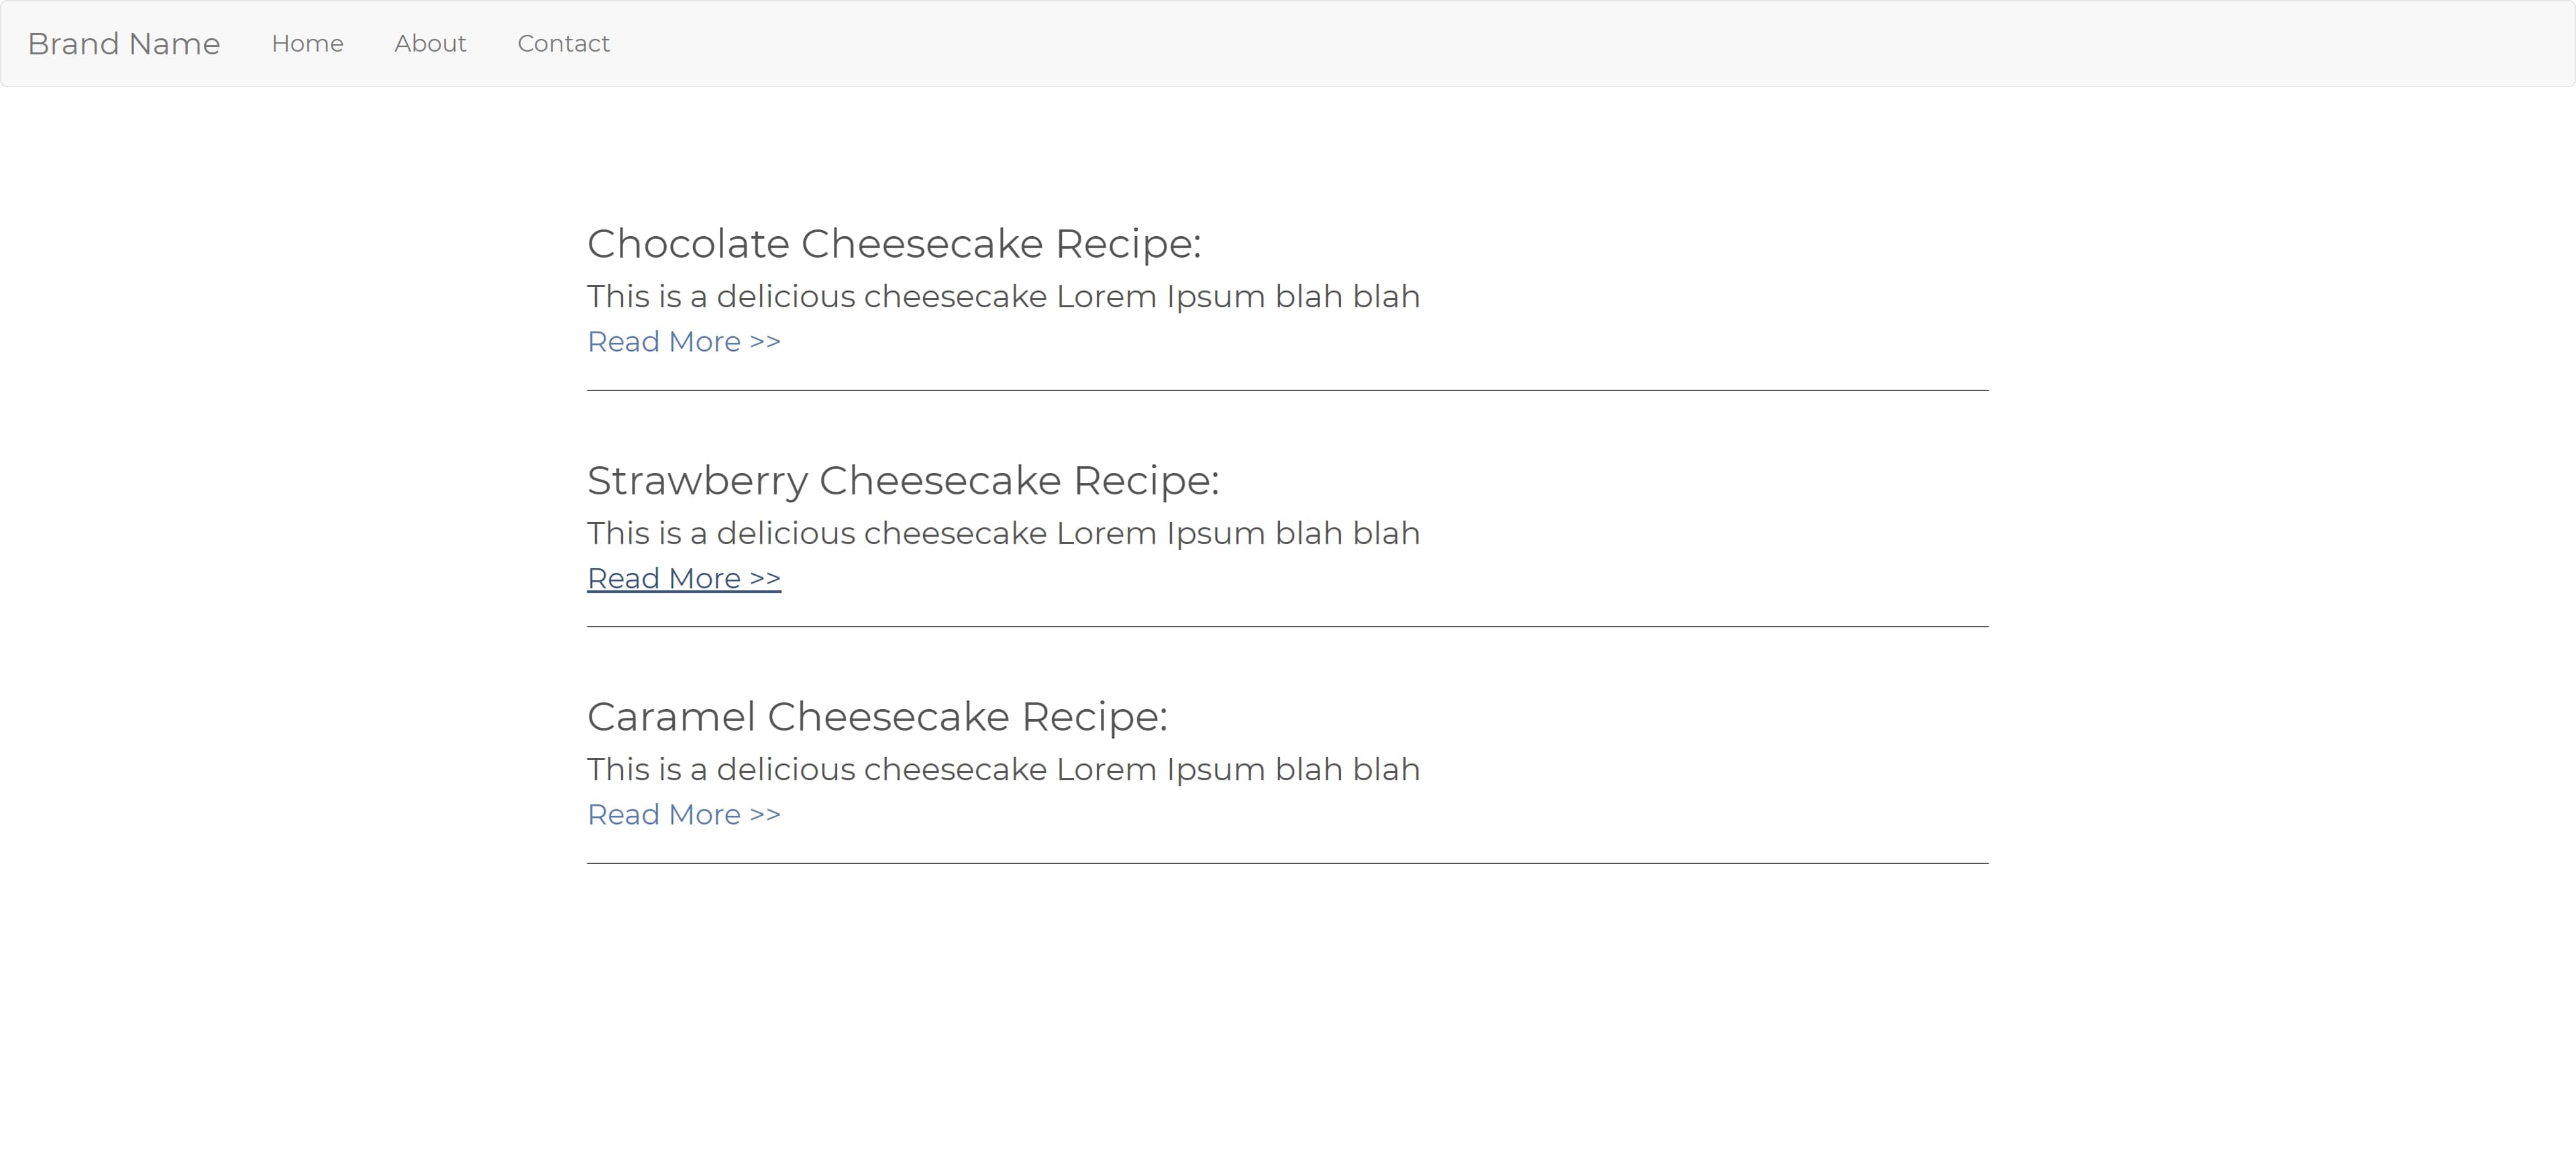 Brand Name Home About Contact
Chocolate Cheesecake Recipe:
This is a delicious cheesecake Lorem Ipsum blah blah
Read More >>
Strawberry Cheesecake Recipe:
This is a delicious cheesecake Lorem Ipsum blah blah
Read More >>
Caramel Cheesecake Recipe:
This is a delicious cheesecake Lorem Ipsum blah blah
Read More >>